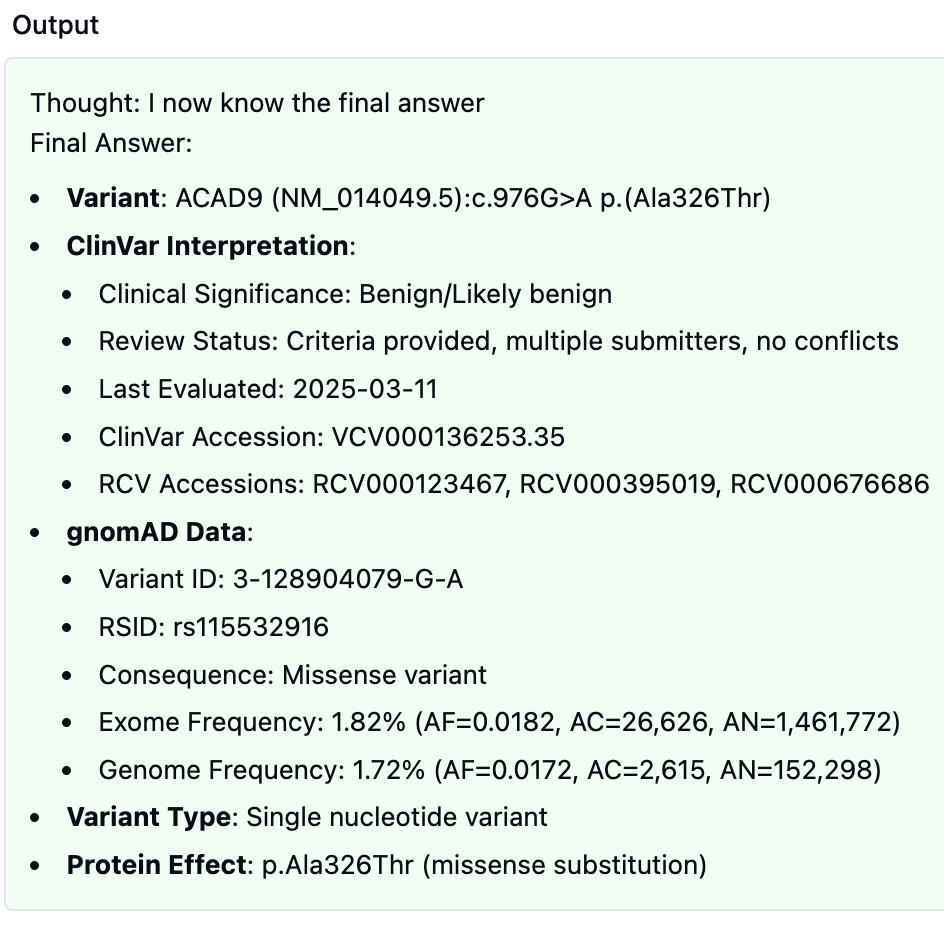 Output
Thought: I now know the final answer
Final Answer:
• Variant: ACAD9 (NM_014049.5):c.976G>A p.(Ala326Thr)
• ClinVar Interpretation:
• Clinical Significance: Benign/Likely benign
• Review Status: Criteria provided, multiple submitters, no conflicts
• Last Evaluated: 2025-03-11
• ClinVar Accession: VCV000136253.35
• RCV Accessions: RCV000123467, RCV000395019, RCV000676686
• gnomAD Data:
• Variant ID: 3-128904079-G-A
• RSID: rs115532916
• Consequence: Missense variant
• Exome Frequency: 1.82% (AF=0.0182, AC=26,626, AN=1,461,772)
• Genome Frequency: 1.72% (AF=0.0172, AC=2,615, AN=152,298)
• Variant Type: Single nucleotide variant
• Protein Effect: p.Ala326Thr (missense substitution)